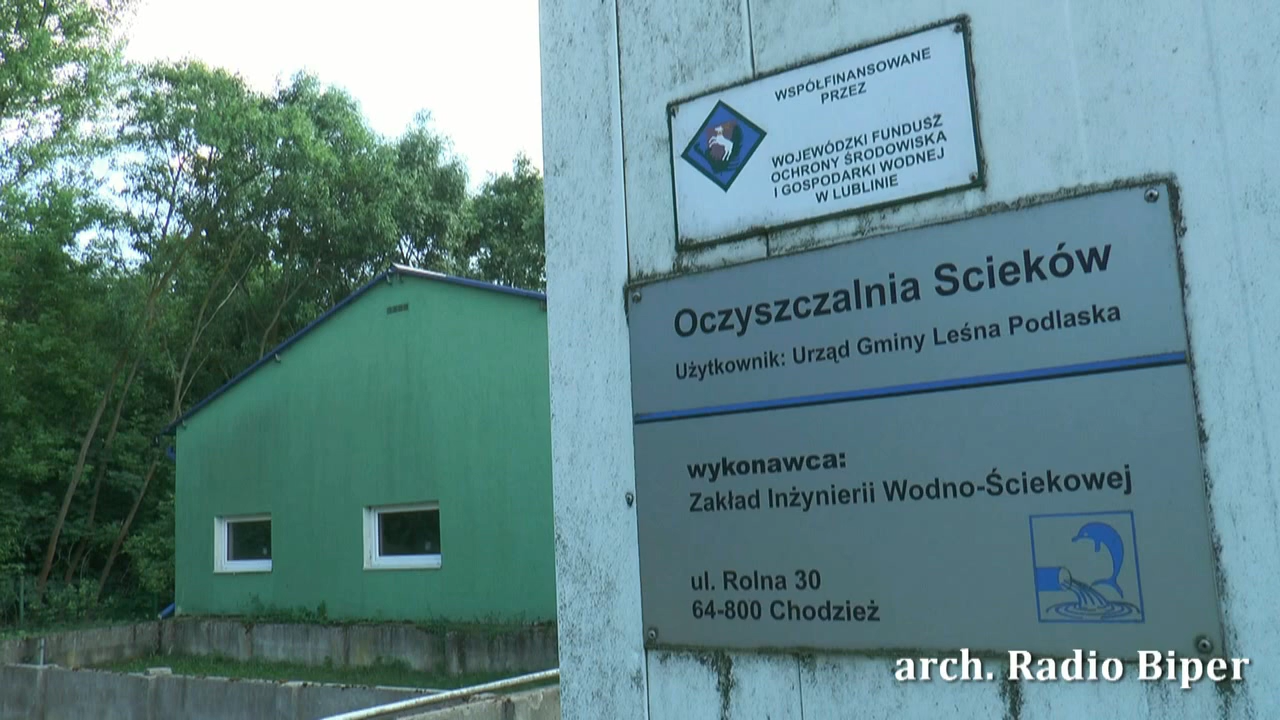 WSPÓŁFINANSOWANE
PRZEZ
WOJEWÓDZKI FUNDUSZ
OCHRONY ŚRODOWISKA
I GOSPODARKI WODNEJ
W LUBLINIE
Oczyszczalnia Scieków
Użytkownik: Urząd Gminy Leśna Podlaska
wykonawca:
Zakład Inżynierii Wodno-Ściekowej
ul. Rolna 30
64-800 Chodzież
arch. Radio Biper